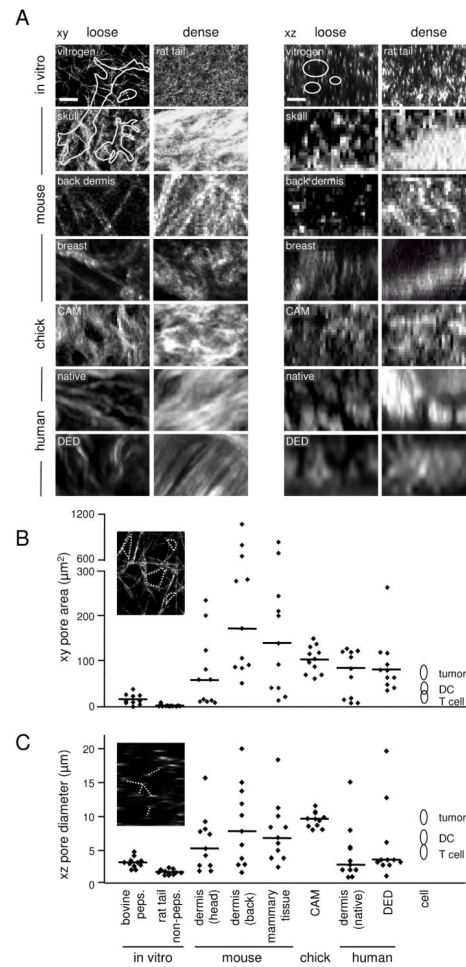 A
xy loose dense
xz loose dense
in vitro
vitrogen rat tail
vitrogen rat tail
mouse
skull
skull
back dermis
back dermis
breast
breast
chick
CAM
CAM
human
native
native
DED
DED
B
xy pore area (µm²)
1200
600
300
200
100
0
tumor
DC
T cell
C
xz pore diameter (µm)
20
15
10
5
0
tumor
DC
T cell
bovine peps.
rat tail non-peps.
dermis (head)
dermis (back)
mammary tissue
CAM
dermis (native)
DED
cell
in vitro mouse chick human